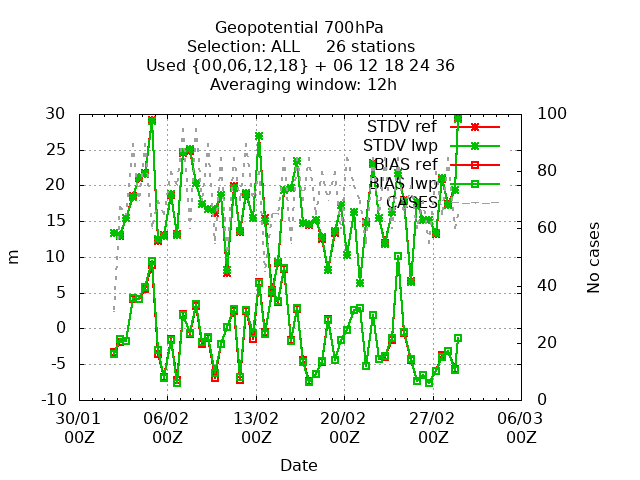 Geopotential 700hPa
Selection: ALL 26 stations
Used {00,06,12,18} + 06 12 18 24 36
Averaging window: 12h
30
25
20
15
10
5
0
-5
-10
m
100
80
60
40
20
0
No cases
STDV ref
STDV lwp
BIAS ref
BIAS lwp
CASES
30/01 06/02 13/02 20/02 27/02 06/03
00Z 00Z 00Z 00Z 00Z 00Z
Date